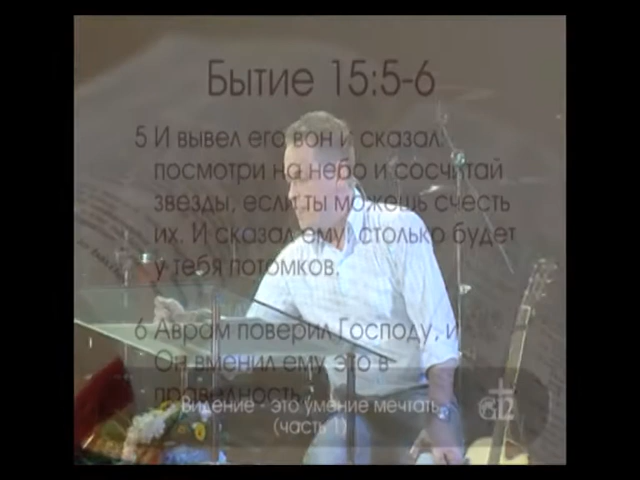 Бытие 15:5-6
5 И вывел его вон и сказал:
посмотри на небо и сосчитай
звезды, если ты можешь счесть
их. И сказал ему, столько будет
у тебя потомков.
6 Аврам поверил Господу, и
Он вменил ему это в
праведность.
Видение - это умение мечтать
(часть 1)
G12